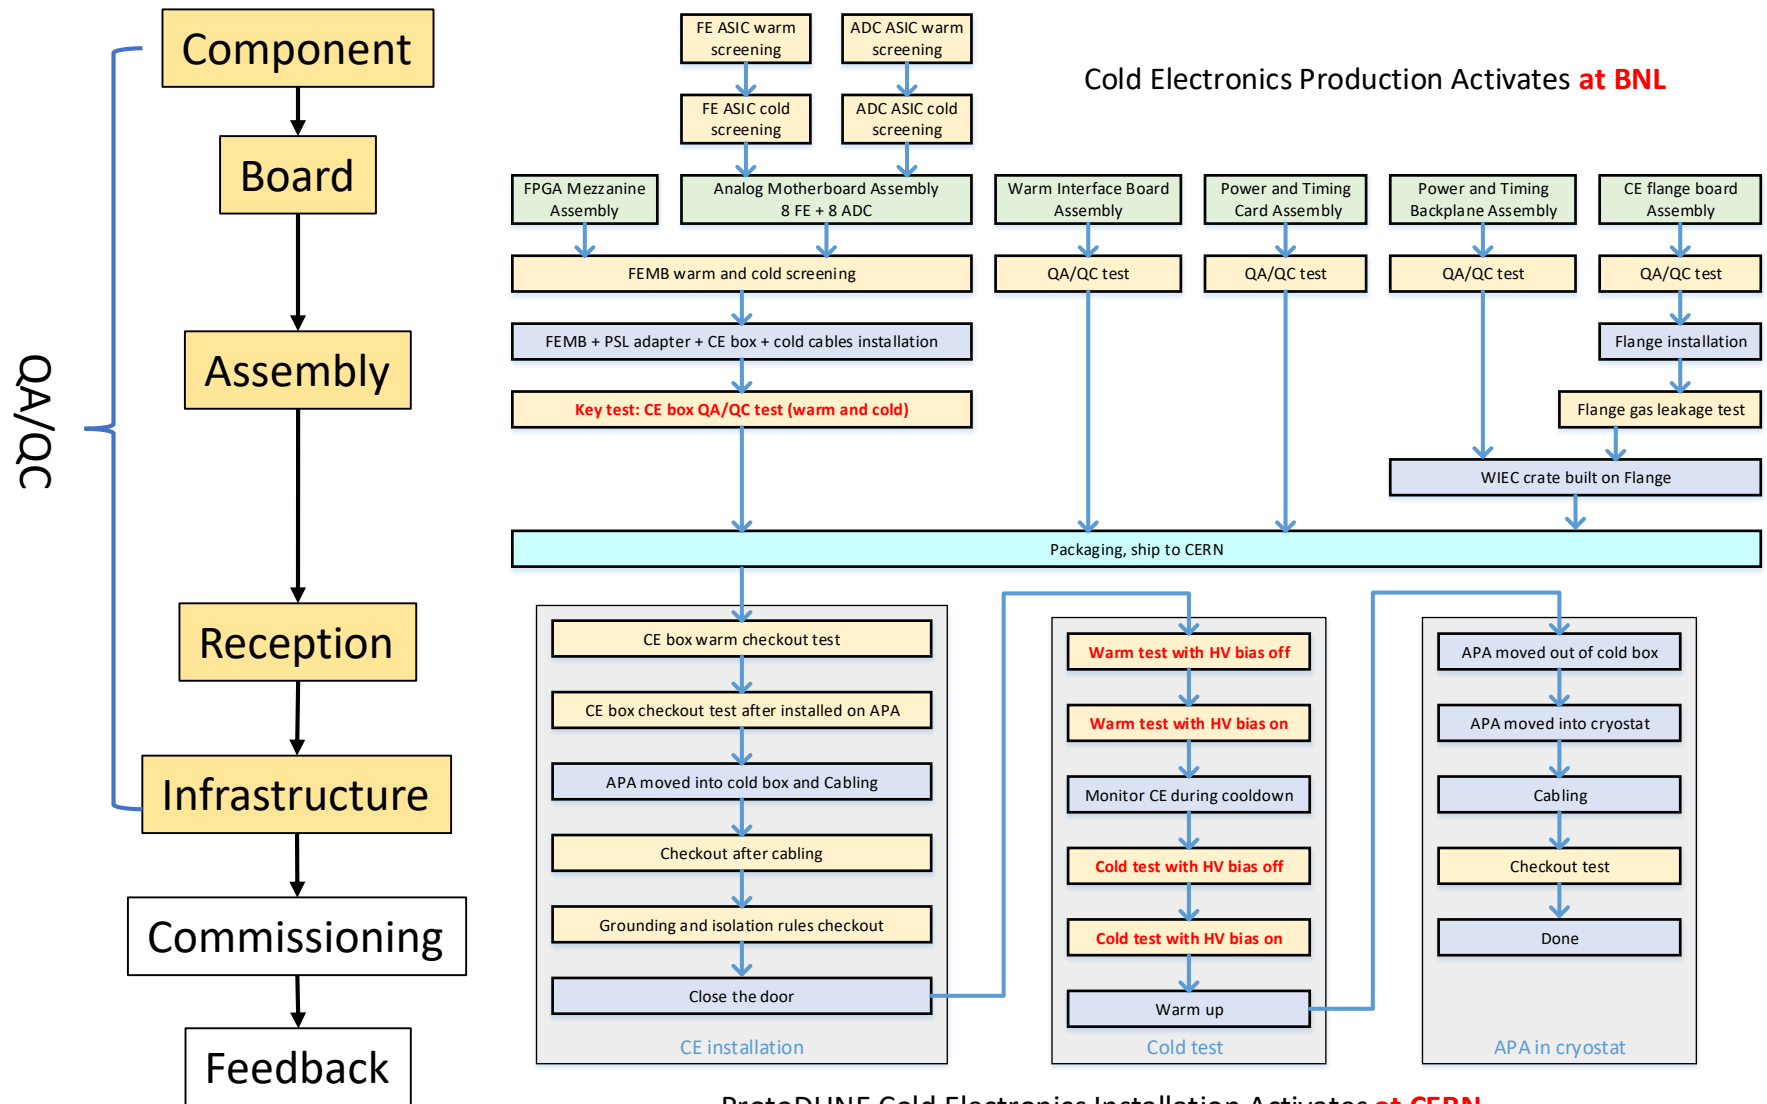 Component
Board
Assembly
Reception
Infrastructure
Commissioning
Feedback
QA/QC
Cold Electronics Production Activates at BNL
FE ASIC warm
screening
ADC ASIC warm
screening
FE ASIC cold
screening
ADC ASIC cold
screening
FPGA Mezzanine
Assembly
Analog Motherboard Assembly
8 FE + 8 ADC
Warm Interface Board
Assembly
Power and Timing
Card Assembly
Power and Timing
Backplane Assembly
CE flange board
Assembly
FEMB warm and cold screening
QA/QC test
QA/QC test
QA/QC test
QA/QC test
FEMB + PSL adapter + CE box + cold cables installation
Flange installation
Key test: CE box QA/QC test (warm and cold)
Flange gas leakage test
WIEC crate built on Flange
Packaging, ship to CERN
CE box warm checkout test
CE box checkout test after installed on APA
APA moved into cold box and Cabling
Checkout after cabling
Grounding and isolation rules checkout
Close the door
CE installation
Warm test with HV bias off
Warm test with HV bias on
Monitor CE during cooldown
Cold test with HV bias off
Cold test with HV bias on
Warm up
Cold test
APA moved out of cold box
APA moved into cryostat
Cabling
Checkout test
Done
APA in cryostat
ProtoDUNE Cold Electronics Installation Activates at CERN